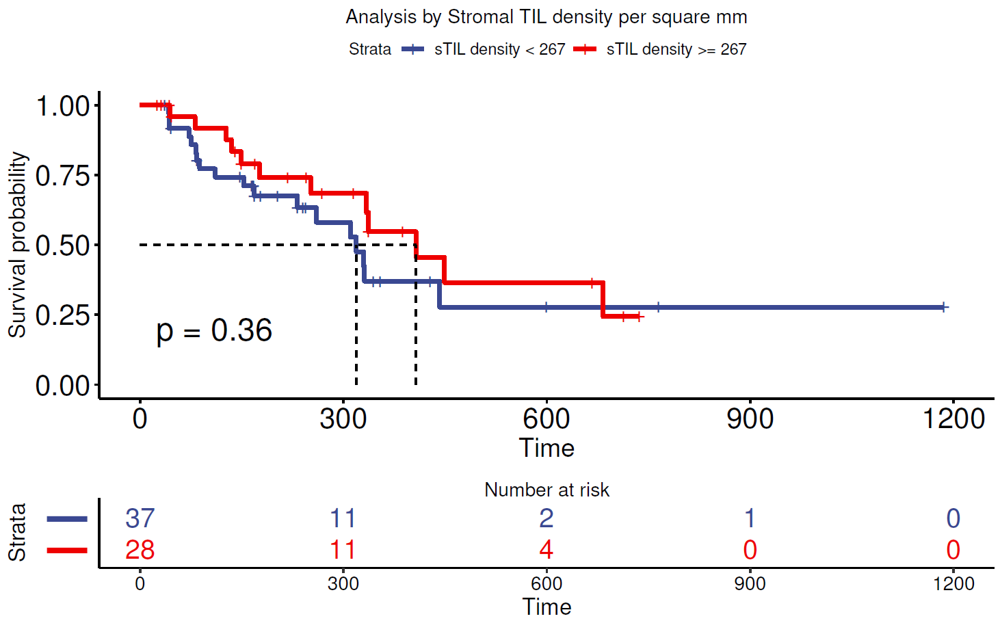 Analysis by Stromal TIL density per square mm
Strata sTIL density < 267 sTIL density >= 267
Survival probability
1.00
0.75
0.50
0.25
0.00
p = 0.36
0 300 600 900 1200
Time
Number at risk
Strata
37 11 2 1 0
28 11 4 0 0
0 300 600 900 1200
Time